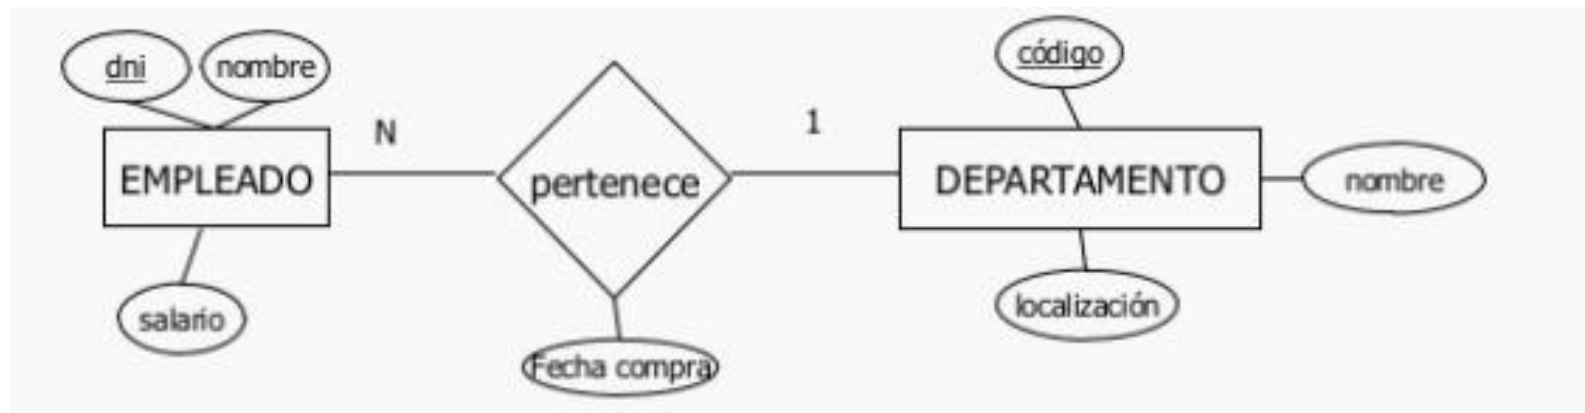 dni
nombre
código
N
1
EMPLEADO
pertenece
DEPARTAMENTO
nombre
salario
localización
Fecha compra